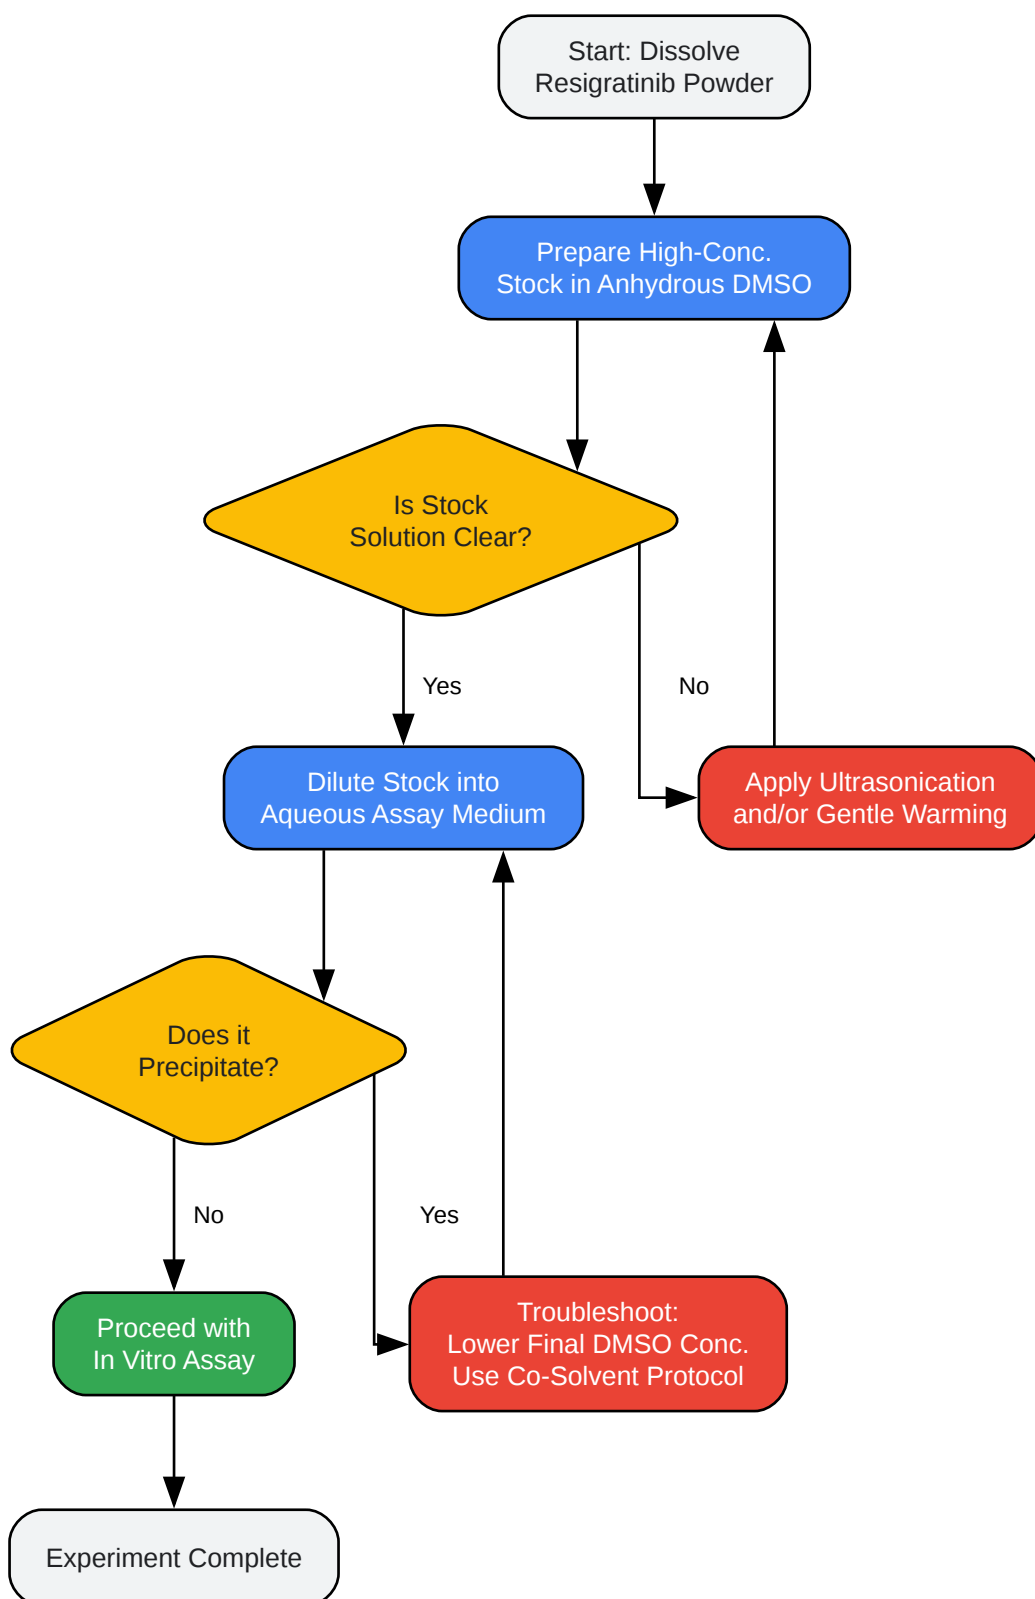 Start: Dissolve
Resigratinib Powder
Prepare High-Conc.
Stock in Anhydrous DMSO
Is Stock
Solution Clear?
Yes
No
Dilute Stock into
Aqueous Assay Medium
Apply Ultrasonication
and/or Gentle Warming
Does it
Precipitate?
No
Yes
Proceed with
In Vitro Assay
Troubleshoot:
Lower Final DMSO Conc.
Use Co-Solvent Protocol
Experiment Complete